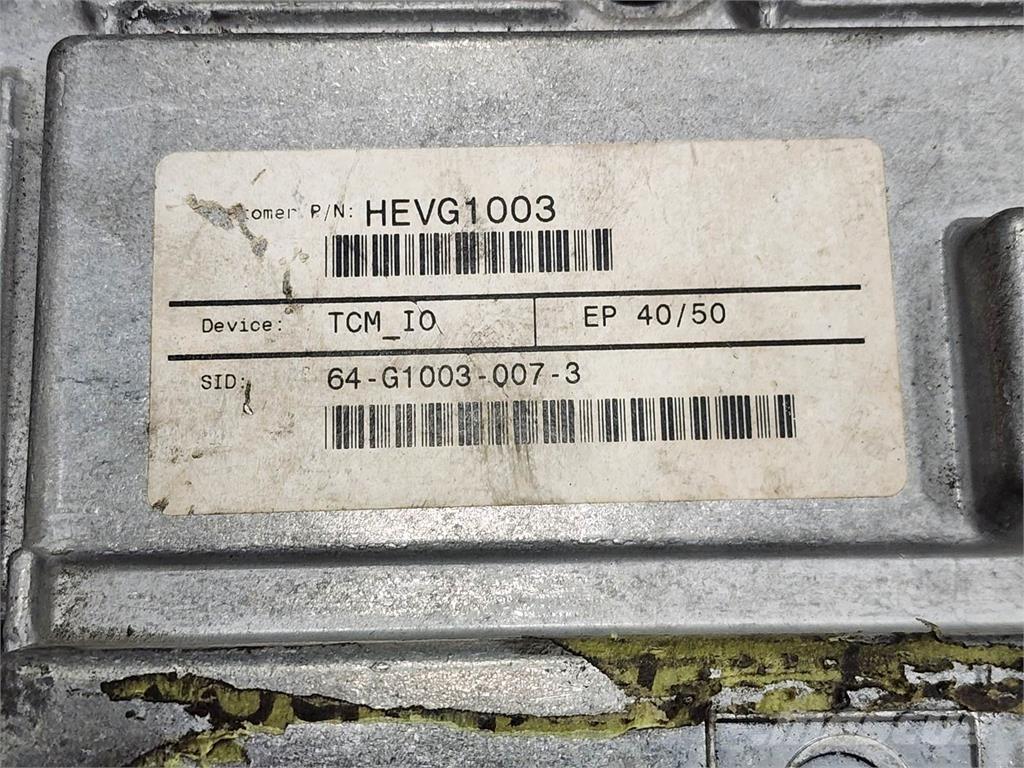 P/N: HEVG1003
Device: TCM_IO EP 40/50
SID: 64-G1003-007-3